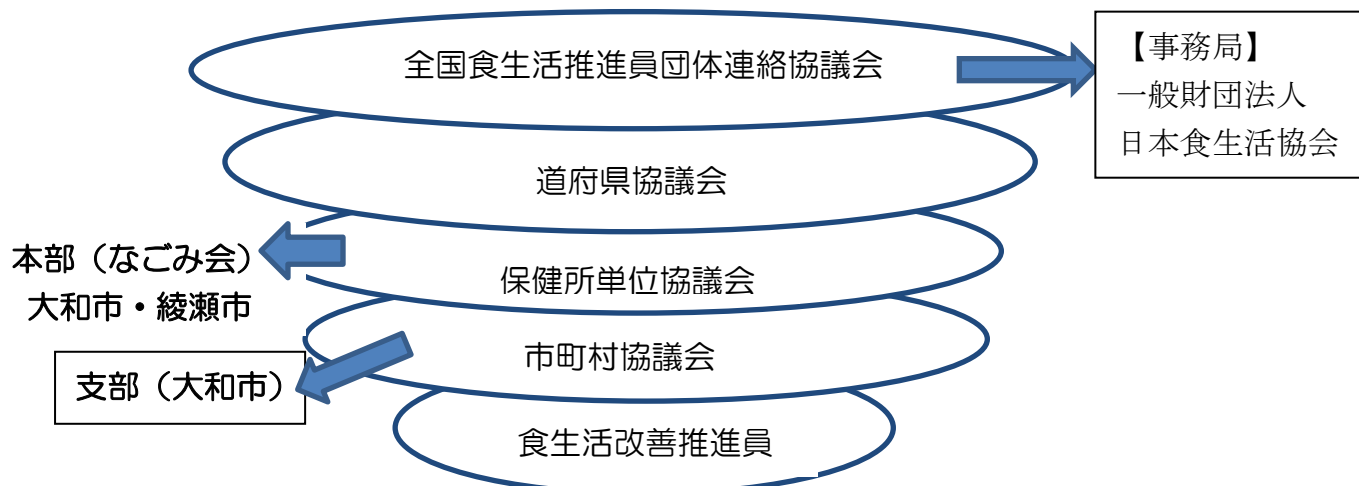 全国食生活推進員団体連絡協議会
【事務局】
一般財団法人
日本食生活協会
道府県協議会
本部（なごみ会）
大和市・綾瀬市
保健所単位協議会
市町村協議会
支部（大和市）
食生活改善推進員